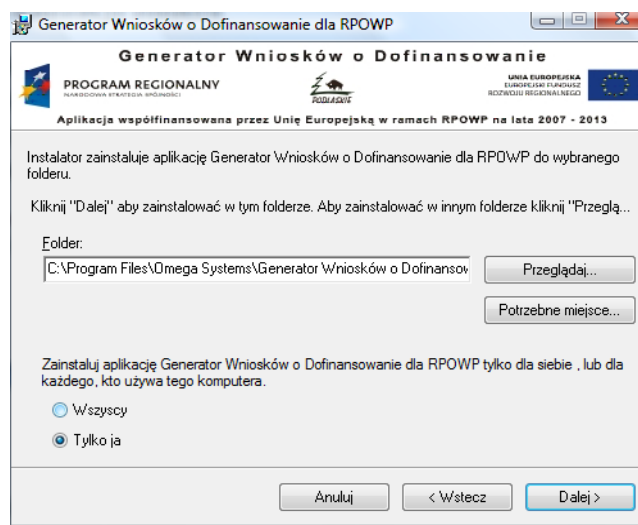 Generator Wniosków o Dofinansowanie dla RPOWP
Generator Wniosków o Dofinansowanie
PROGRAM REGIONALNY
NARODOWA STRATEGIA SPÓJNOŚCI
PODLASKIE
UNIA EUROPEJSKA
EUROPEJSKI FUNDUSZ
ROZWOJU REGIONALNEGO
Aplikacja współfinansowana przez Unię Europejską w ramach RPOWP na lata 2007 - 2013
Instalator zainstaluje aplikację Generator Wniosków o Dofinansowanie dla RPOWP do wybranego
folderu.
Kliknij "Dalej" aby zainstalować w tym folderze. Aby zainstalować w innym folderze kliknij "Przeglą...
Folder:
C:\Program Files\Omega Systems\Generator Wniosków o Dofinansow
Przeglądaj...
Potrzebne miejsce...
Zainstaluj aplikację Generator Wniosków o Dofinansowanie dla RPOWP tylko dla siebie , lub dla
każdego, kto używa tego komputera.
Wszyscy
Tylko ja
Anuluj
< Wstecz
Dalej >